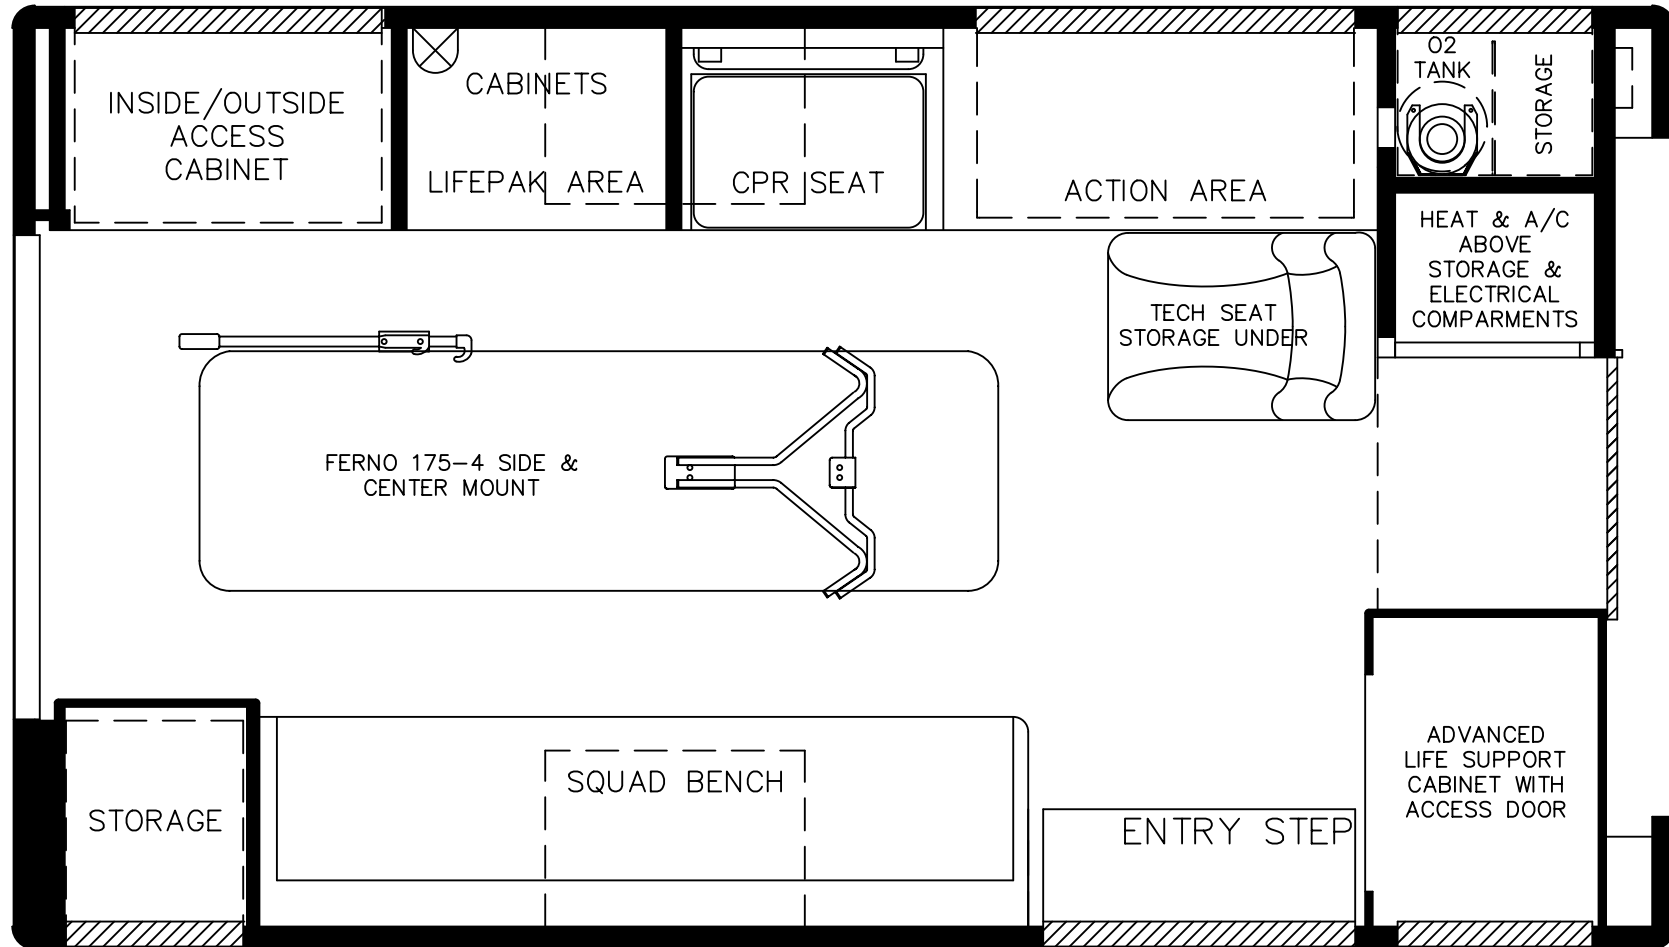 INSIDE/OUTSIDE
ACCESS
CABINET
CABINETS
LIFEPAK AREA
CPR SEAT
ACTION AREA
O2
TANK
STORAGE
HEAT & A/C
ABOVE
STORAGE &
ELECTRICAL
COMPARMENTS
TECH SEAT
STORAGE UNDER
FERNO 175-4 SIDE &
CENTER MOUNT
STORAGE
SQUAD BENCH
ENTRY STEP
ADVANCED
LIFE SUPPORT
CABINET WITH
ACCESS DOOR